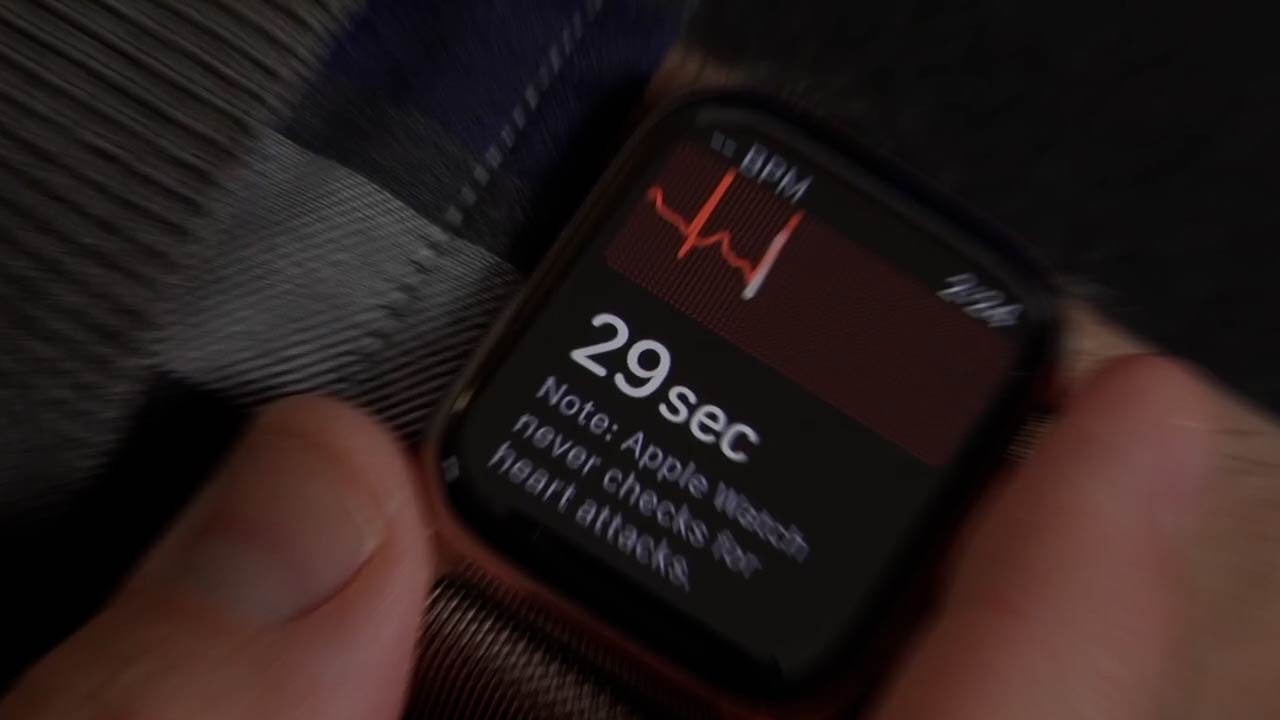 BPM
29sec
Note: Apple Watch
never checks for
heart attacks.